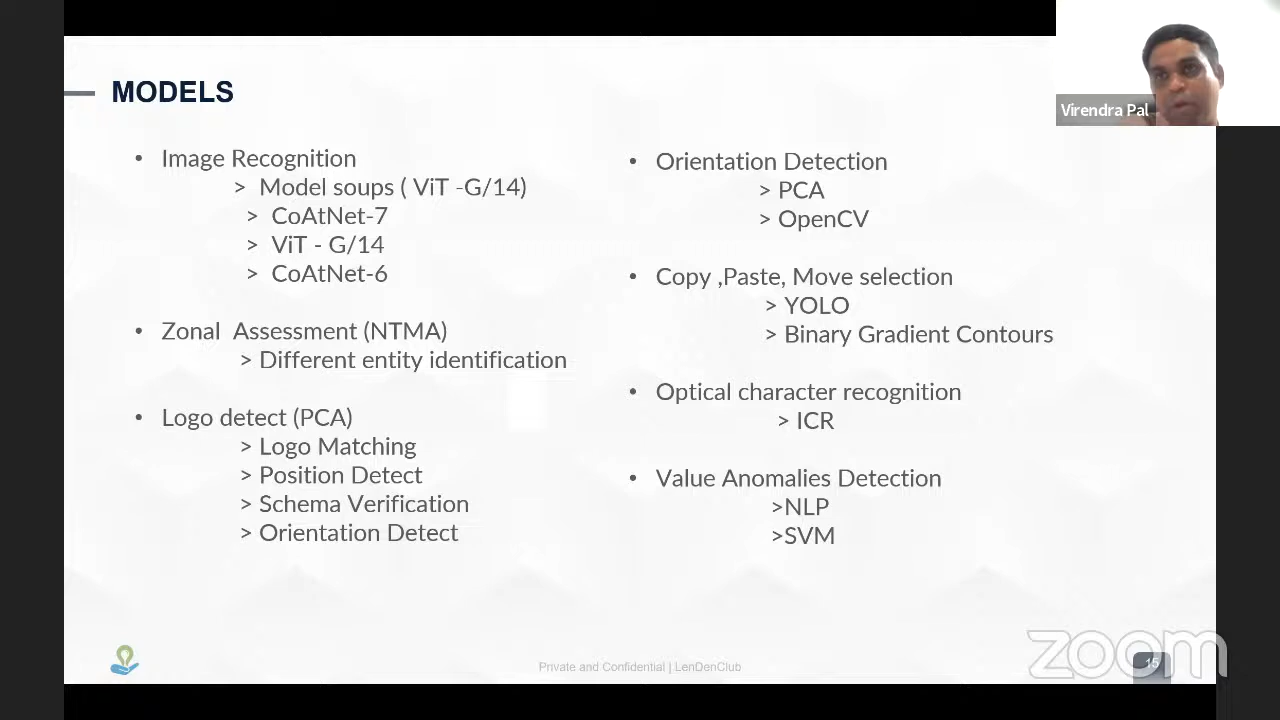 MODELS
• Image Recognition
> Model soups ( ViT -G/14)
> CoAtNet-7
> ViT - G/14
> CoAtNet-6
• Zonal Assessment (NTMA)
> Different entity identification
• Logo detect (PCA)
> Logo Matching
> Position Detect
> Schema Verification
> Orientation Detect
• Orientation Detection
> PCA
> OpenCV
• Copy ,Paste, Move selection
> YOLO
> Binary Gradient Contours
• Optical character recognition
> ICR
• Value Anomalies Detection
>NLP
>SVM
Virendra Pal
Private and Confidential | LenDenClub
15
zoom